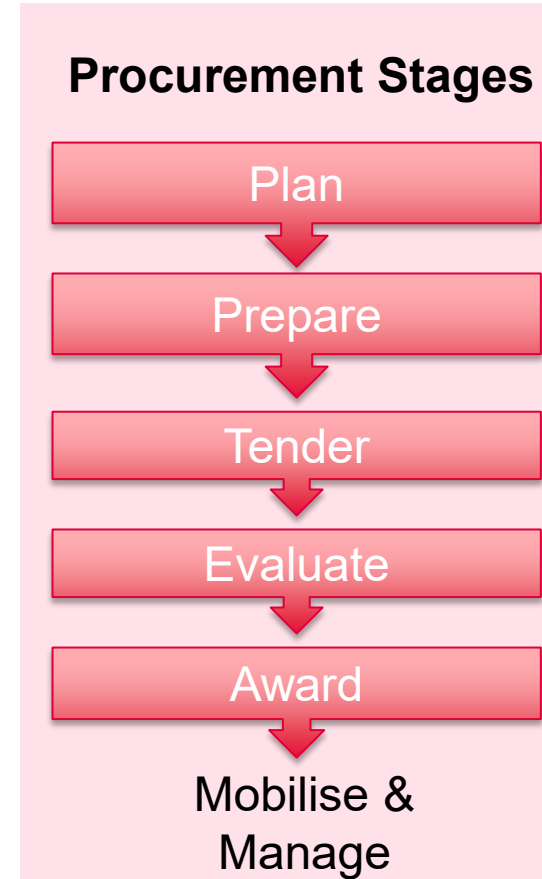 Procurement Stages
Plan
Prepare
Tender
Evaluate
Award
Mobilise &
Manage